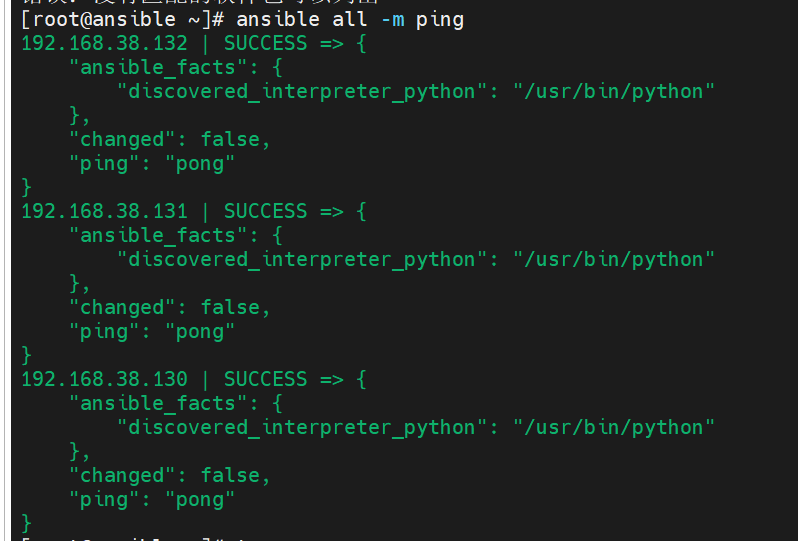 [root@ansible ~]# ansible all -m ping
192.168.38.132 | SUCCESS => {
    "ansible_facts": {
        "discovered_interpreter_python": "/usr/bin/python"
    },
    "changed": false,
    "ping": "pong"
}
192.168.38.131 | SUCCESS => {
    "ansible_facts": {
        "discovered_interpreter_python": "/usr/bin/python"
    },
    "changed": false,
    "ping": "pong"
}
192.168.38.130 | SUCCESS => {
    "ansible_facts": {
        "discovered_interpreter_python": "/usr/bin/python"
    },
    "changed": false,
    "ping": "pong"
}